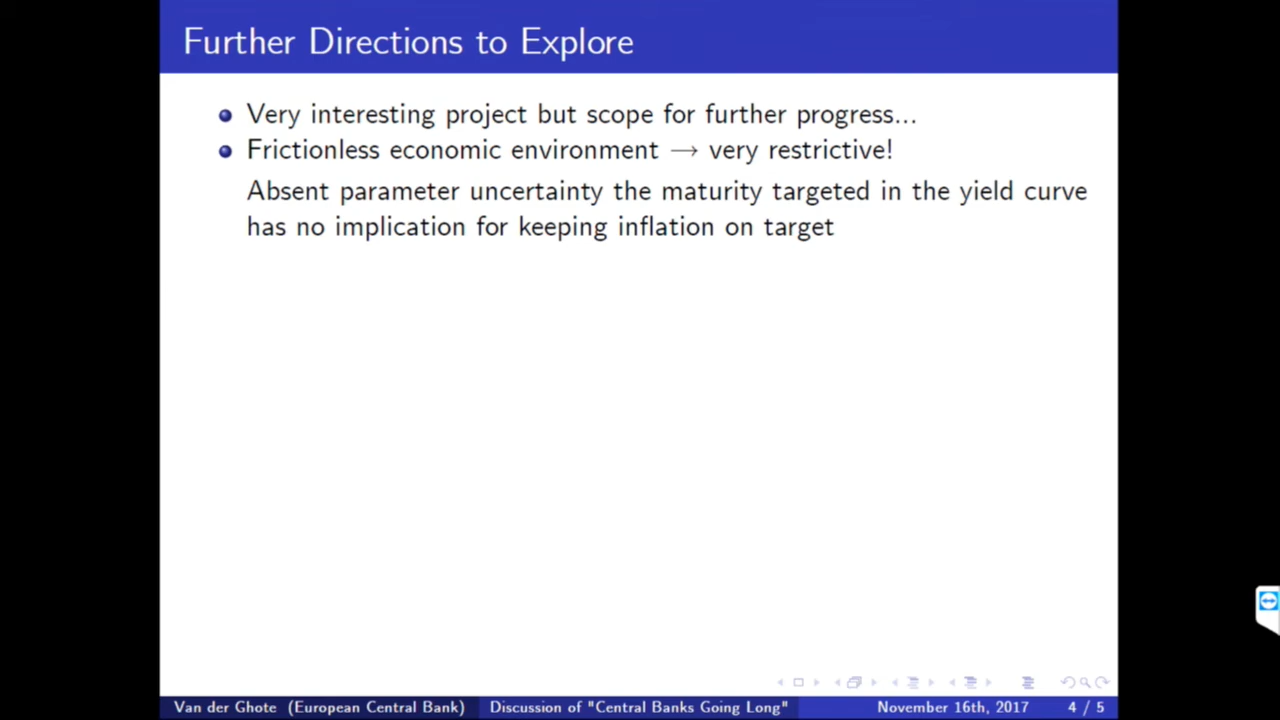 Further Directions to Explore
Very interesting project but scope for further progress...
Frictionless economic environment → very restrictive!
Absent parameter uncertainty the maturity targeted in the yield curve
has no implication for keeping inflation on target
Van der Ghote (European Central Bank) Discussion of "Central Banks Going Long" November 16th, 2017 4 / 5